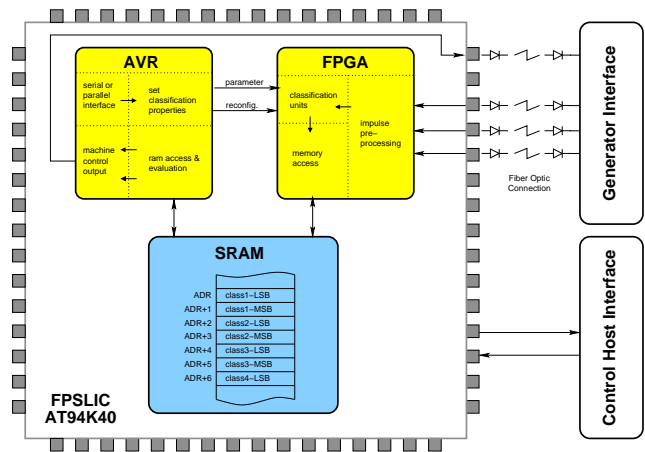 AVR
serial or
parallel
interface
set
classification
properties
machine
control
output
ram access &
evaluation
parameter
reconfig.
FPGA
classification
units
impulse
pre–
processing
memory
access
Fiber Optic
Connection
Generator Interface
SRAM
ADR class1–LSB
ADR+1 class1–MSB
ADR+2 class2–LSB
ADR+3 class2–MSB
ADR+4 class3–LSB
ADR+5 class3–MSB
ADR+6 class4–LSB
Control Host Interface
FPSLIC
AT94K40